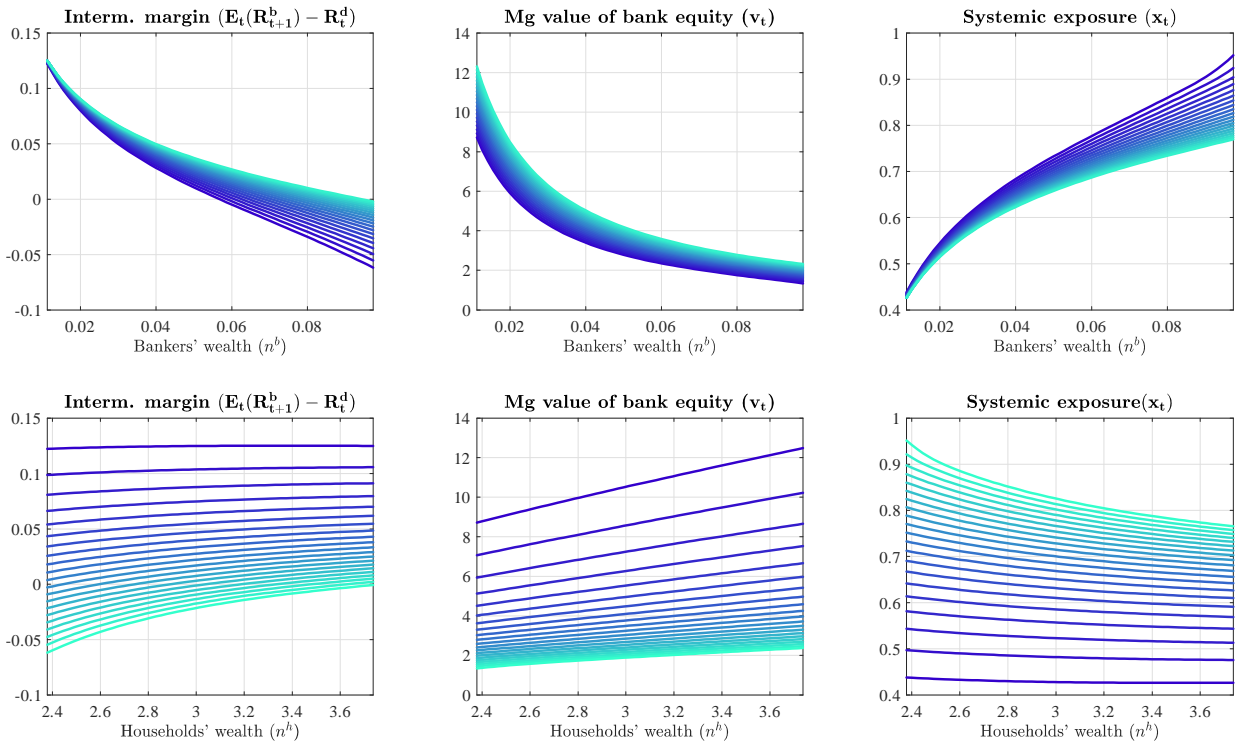 Interm. margin (E_t(R^b_{t+1}) − R^d_t)
0.15
0.1
0.05
0
-0.05
-0.1
0.02 0.04 0.06 0.08
Bankers' wealth (n^b)
Mg value of bank equity (v_t)
14
12
10
8
6
4
2
0
0.02 0.04 0.06 0.08
Bankers' wealth (n^b)
Systemic exposure (x_t)
1
0.9
0.8
0.7
0.6
0.5
0.4
0.02 0.04 0.06 0.08
Bankers' wealth (n^b)
Interm. margin (E_t(R^b_{t+1}) − R^d_t)
0.15
0.1
0.05
0
-0.05
-0.1
2.4 2.6 2.8 3 3.2 3.4 3.6
Households' wealth (n^h)
Mg value of bank equity (v_t)
14
12
10
8
6
4
2
0
2.4 2.6 2.8 3 3.2 3.4 3.6
Households' wealth (n^h)
Systemic exposure(x_t)
1
0.9
0.8
0.7
0.6
0.5
0.4
2.4 2.6 2.8 3 3.2 3.4 3.6
Households' wealth (n^h)